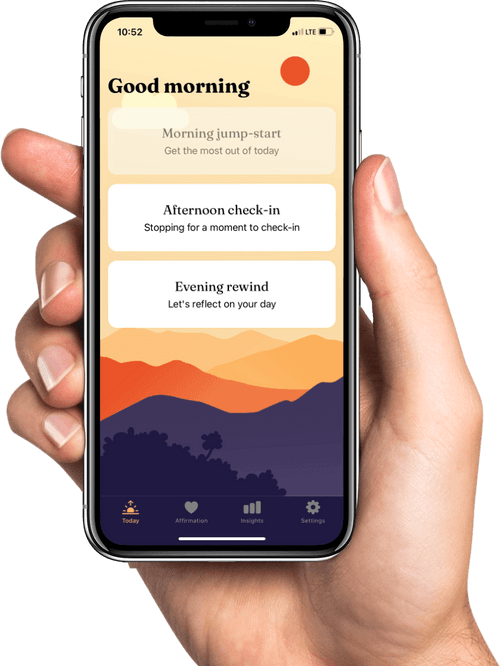 10:52
LTE
Good morning
Morning jump-start
Get the most out of today
Afternoon check-in
Stopping for a moment to check-in
Evening rewind
Let's reflect on your day
Today
Affirmation
Insights
Settings